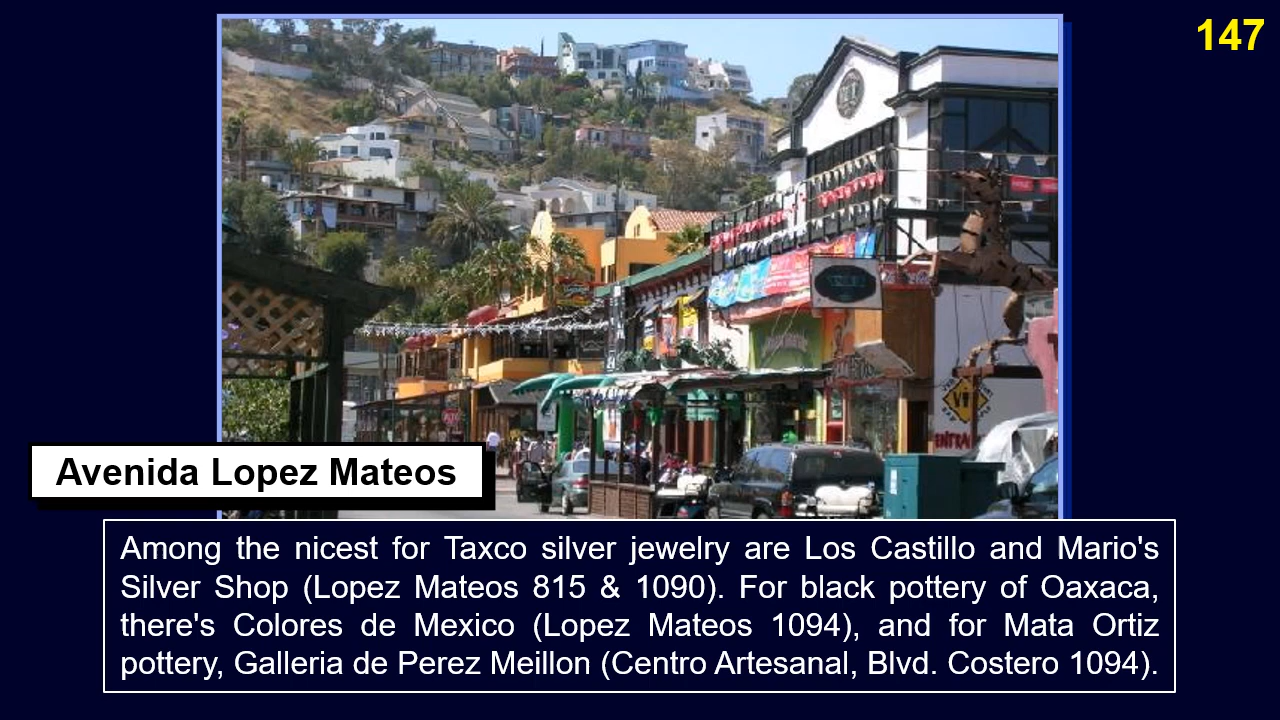 147
ALTO
ENTRA
Avenida Lopez Mateos
Among the nicest for Taxco silver jewelry are Los Castillo and Mario's
Silver Shop (Lopez Mateos 815 & 1090). For black pottery of Oaxaca,
there's Colores de Mexico (Lopez Mateos 1094), and for Mata Ortiz
pottery, Galleria de Perez Meillon (Centro Artesanal, Blvd. Costero 1094).